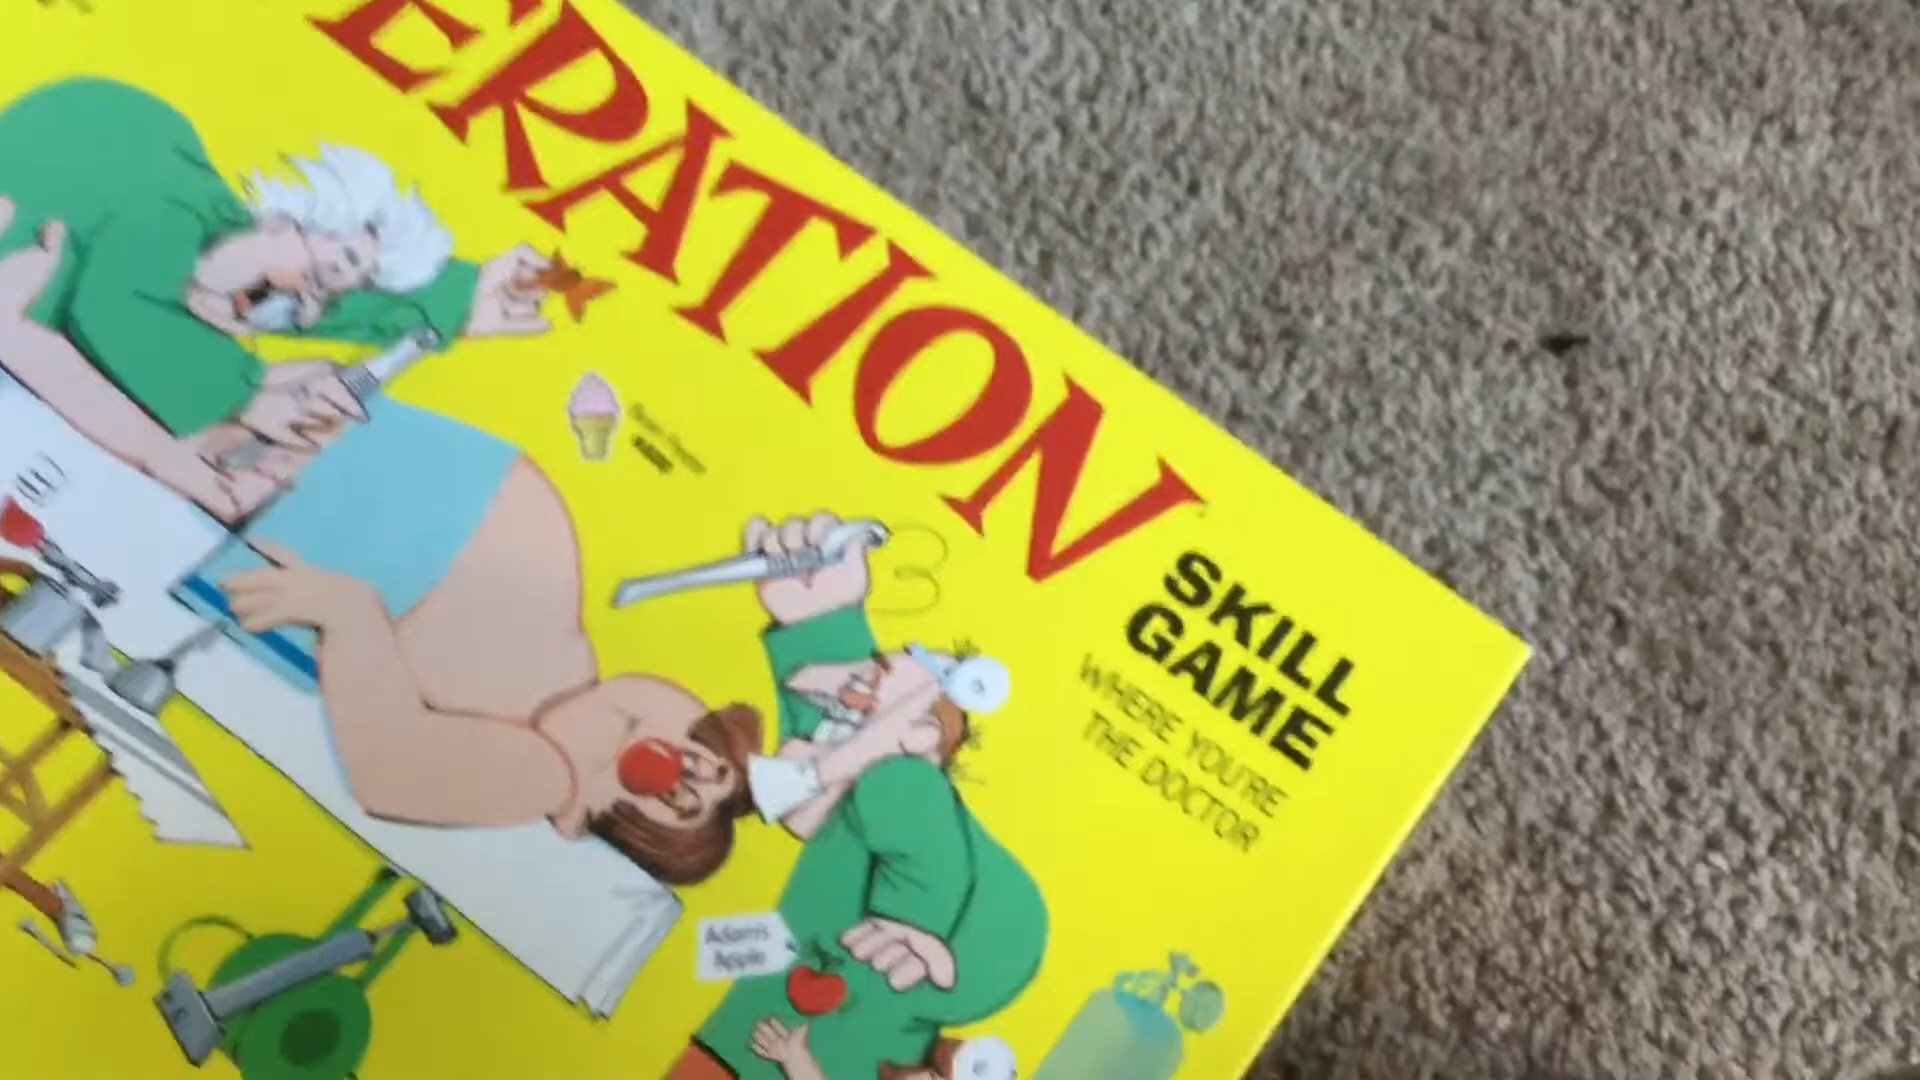 ERATION
SKILL
GAME
WHERE YOU'RE
THE DOCTOR
Adam's
Apple